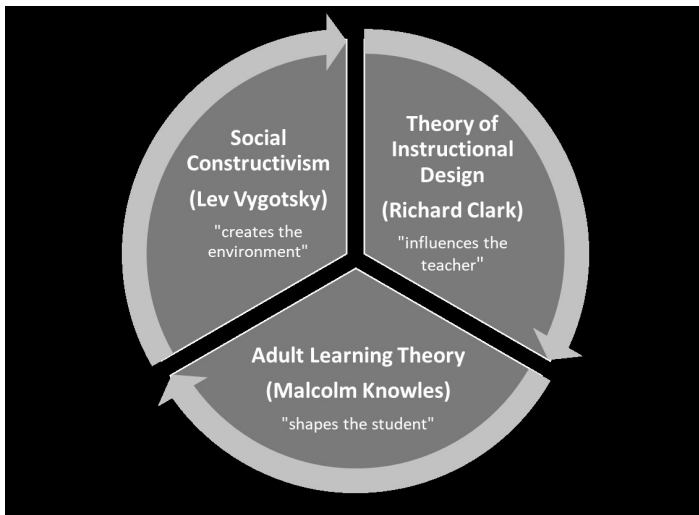 Social
Constructivism
(Lev Vygotsky)
"creates the
environment"
Theory of
Instructional
Design
(Richard Clark)
"influences the
teacher"
Adult Learning Theory
(Malcolm Knowles)
"shapes the student"